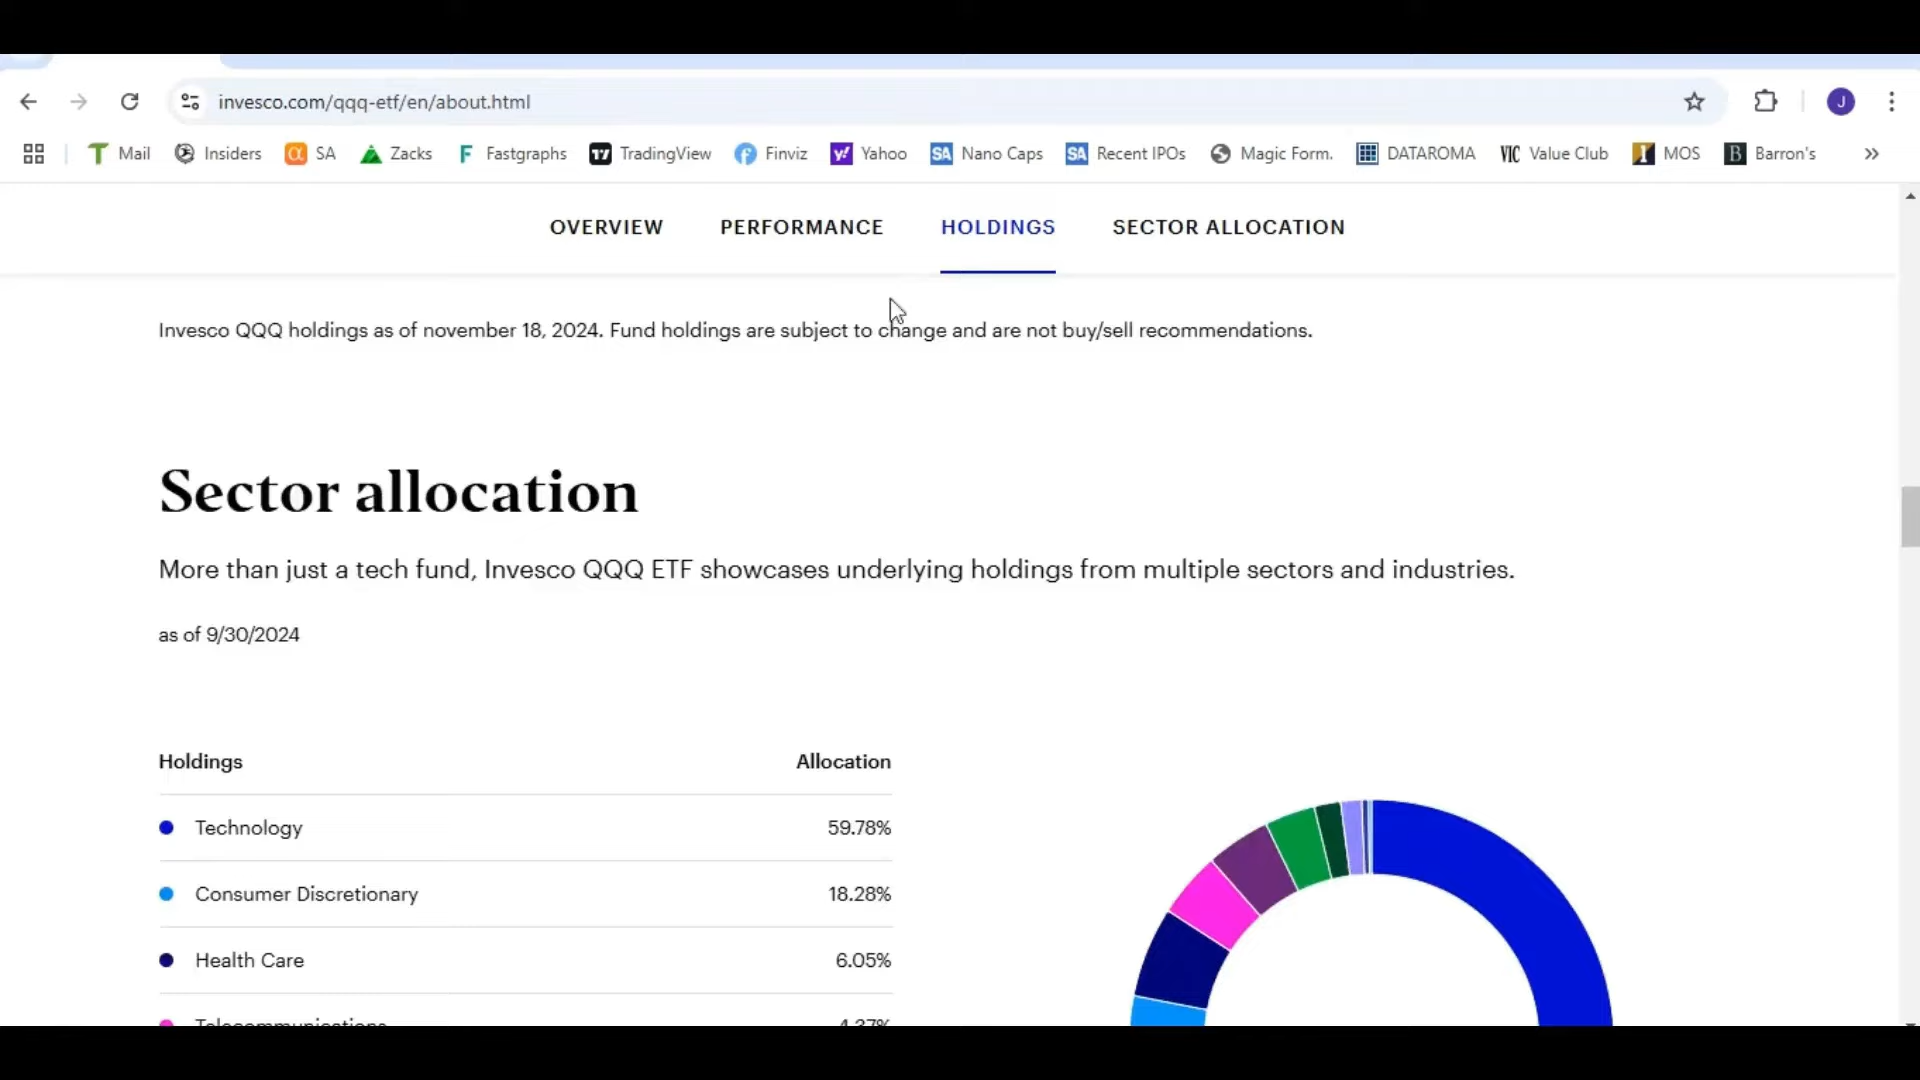 invesco.com/qqq-etf/en/about.html
J
Mail Insiders SA Zacks Fastgraphs TradingView Finviz Yahoo Nano Caps Recent IPOs Magic Form. DATAROMA Value Club MOS Barron's
OVERVIEW PERFORMANCE HOLDINGS SECTOR ALLOCATION
Invesco QQQ holdings as of november 18, 2024. Fund holdings are subject to change and are not buy/sell recommendations.
Sector allocation
More than just a tech fund, Invesco QQQ ETF showcases underlying holdings from multiple sectors and industries.
as of 9/30/2024
Holdings Allocation
Technology 59.78%
Consumer Discretionary 18.28%
Health Care 6.05%
Telecommunications 4.37%